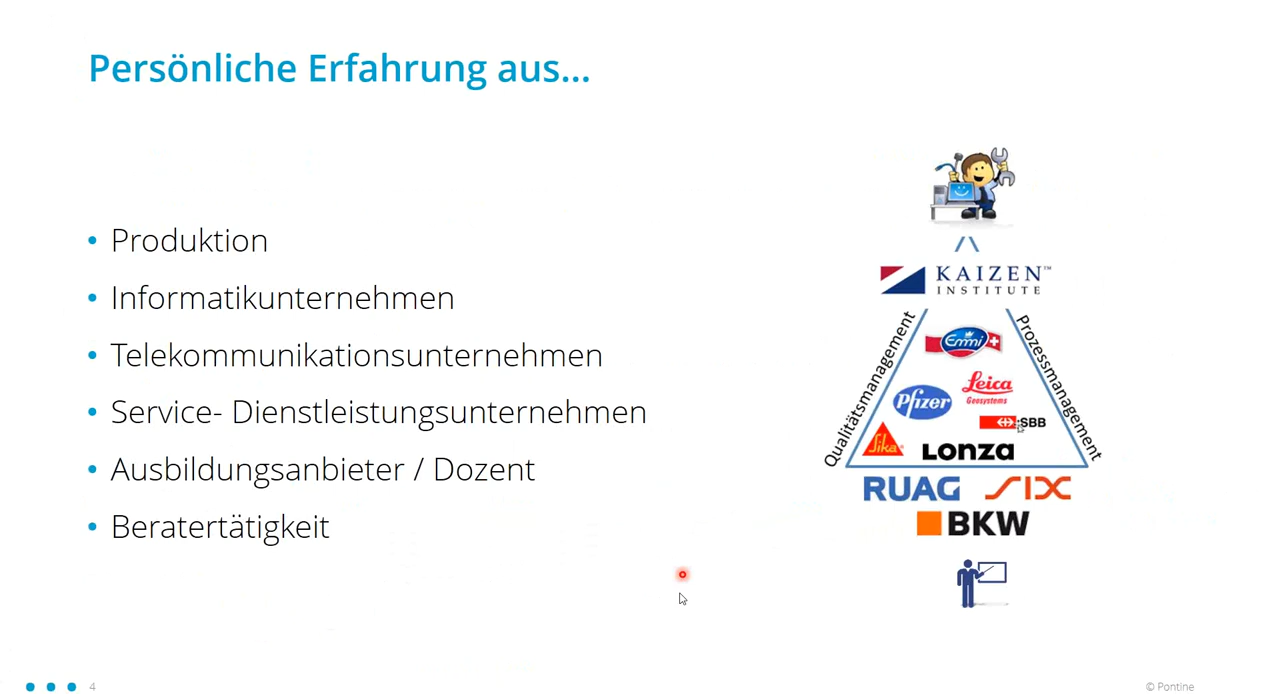 Persönliche Erfahrung aus...
• Produktion
• Informatikunternehmen
• Telekommunikationsunternehmen
• Service- Dienstleistungsunternehmen
• Ausbildungsanbieter / Dozent
• Beratertätigkeit
KAIZEN™
INSTITUTE
Qualitätsmanagement
Prozessmanagement
Emmi
Leica
Geosystems
Pfizer
SBB
Sika®
Lonza
RUAG SIX
BKW
4
© Pontine